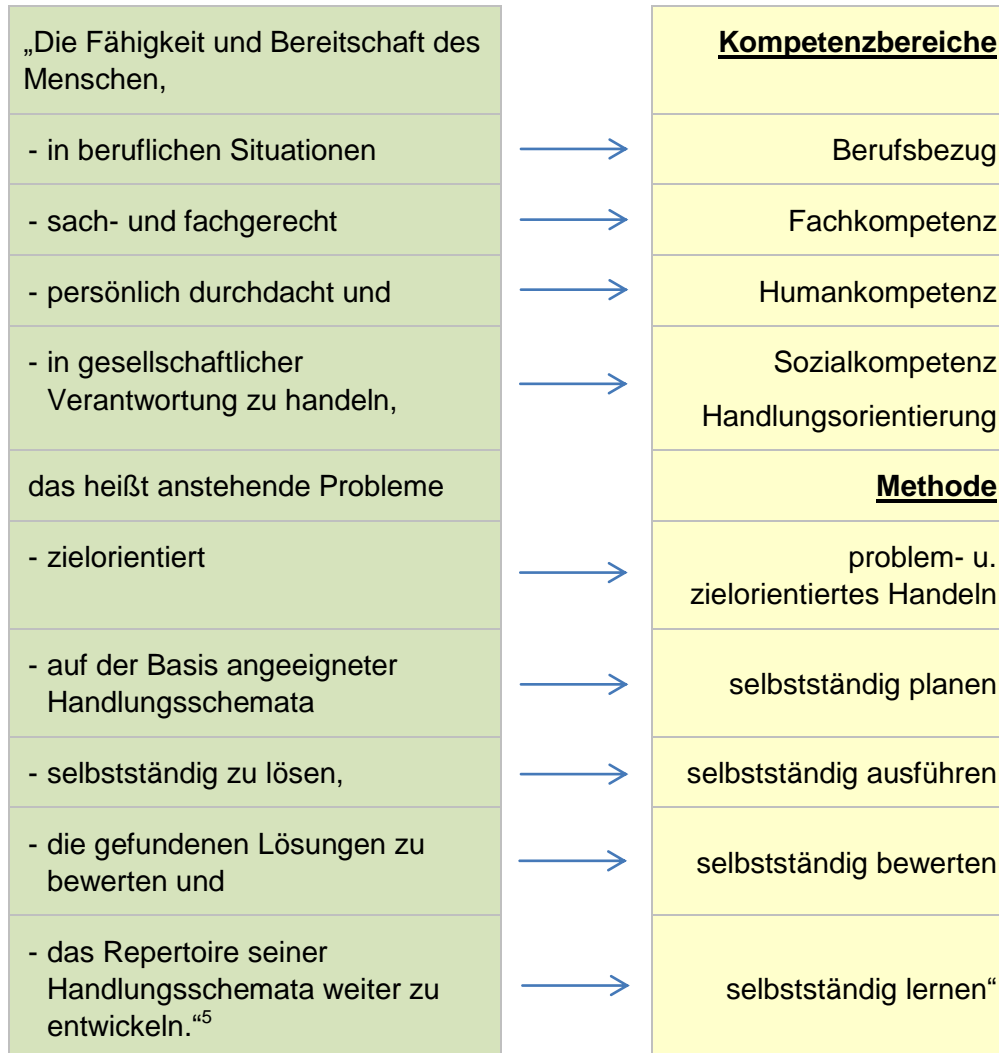 „Die Fähigkeit und Bereitschaft des
Menschen,
Kompetenzbereiche
- in beruflichen Situationen
Berufsbezug
- sach- und fachgerecht
Fachkompetenz
- persönlich durchdacht und
Humankompetenz
- in gesellschaftlicher
Verantwortung zu handeln,
Sozialkompetenz
Handlungsorientierung
das heißt anstehende Probleme
Methode
- zielorientiert
problem- u.
zielorientiertes Handeln
- auf der Basis angeeigneter
Handlungsschemata
selbstständig planen
- selbstständig zu lösen,
selbstständig ausführen
- die gefundenen Lösungen zu
bewerten und
selbstständig bewerten
- das Repertoire seiner
Handlungsschemata weiter zu
entwickeln.“5
selbstständig lernen“